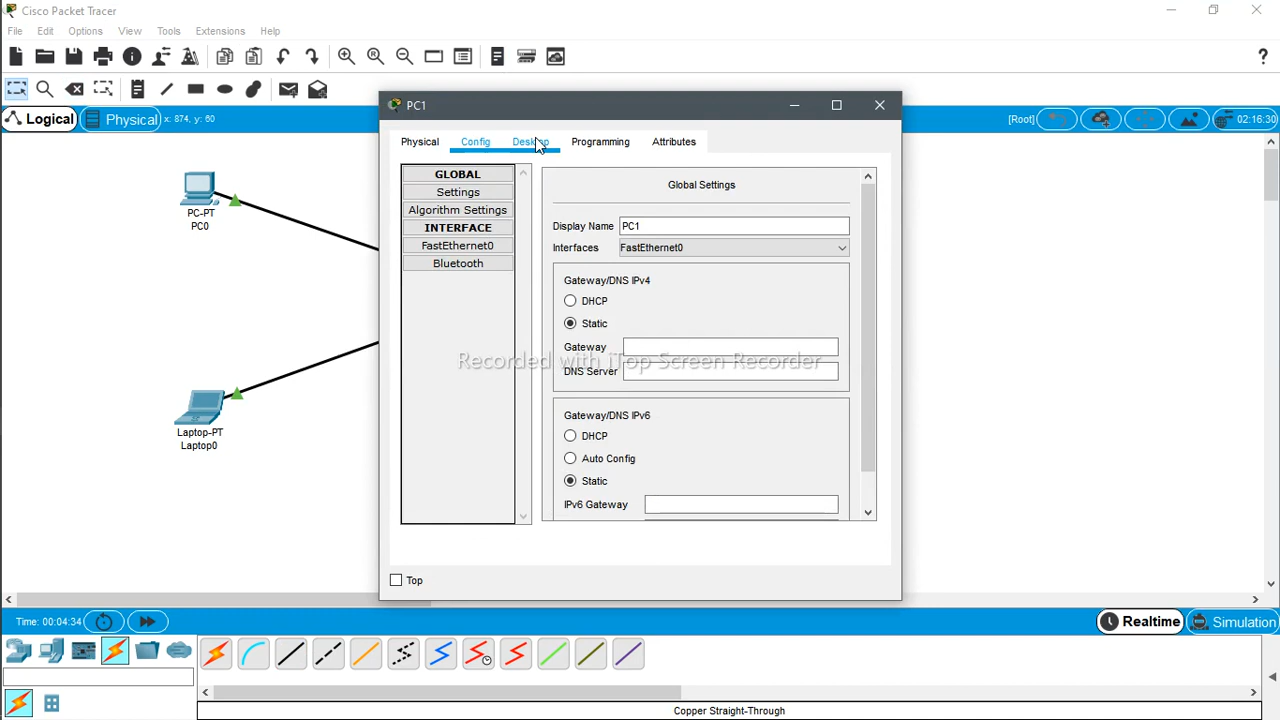 Cisco Packet Tracer
File Edit Options View Tools Extensions Help
Logical Physical x: 874, y: 60 [Root] 02:16:30
PC1
Physical Config Desktop Programming Attributes
GLOBAL
Settings
Algorithm Settings
INTERFACE
FastEthernet0
Bluetooth
Global Settings
Display Name PC1
Interfaces FastEthernet0
Gateway/DNS IPv4
DHCP
Static
Gateway
DNS Server
Gateway/DNS IPv6
DHCP
Auto Config
Static
IPv6 Gateway
Top
PC-PT
PC0
Laptop-PT
Laptop0
Recorded with iTop Screen Recorder
Time: 00:04:34 Realtime Simulation
Copper Straight-Through